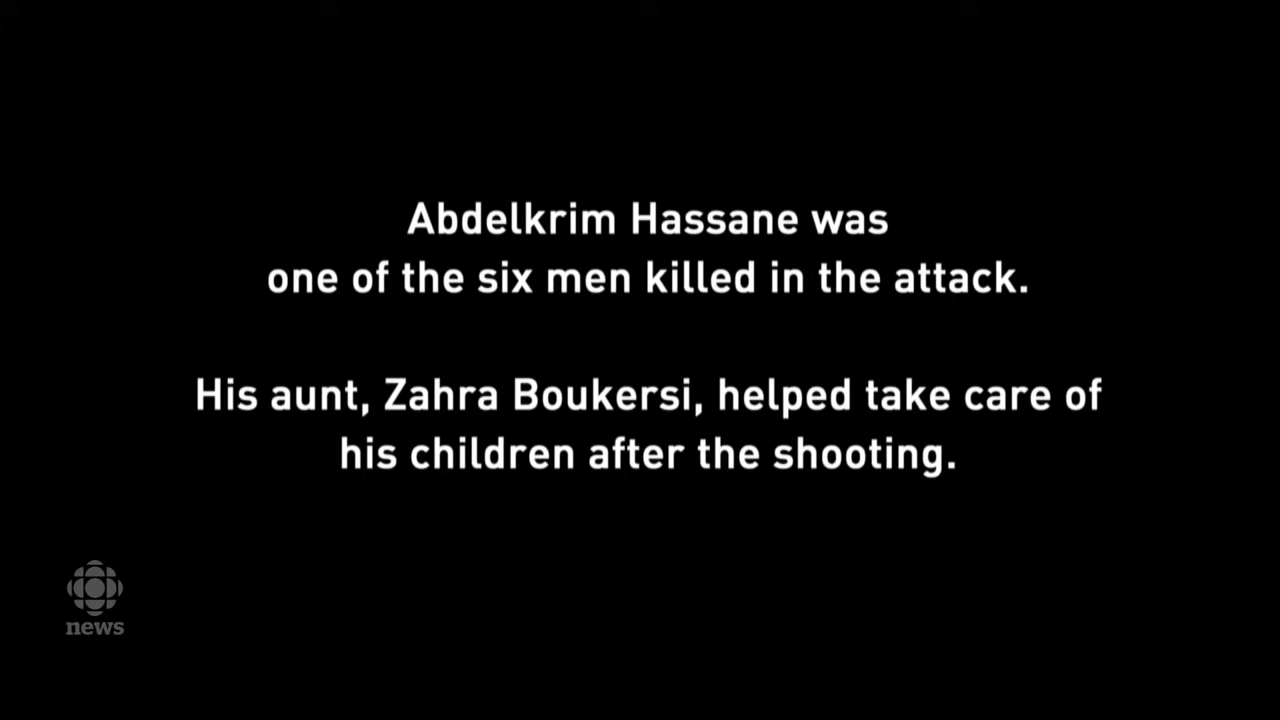 Abdelkrim Hassane was
one of the six men killed in the attack.
His aunt, Zahra Boukersi, helped take care of
his children after the shooting.
news